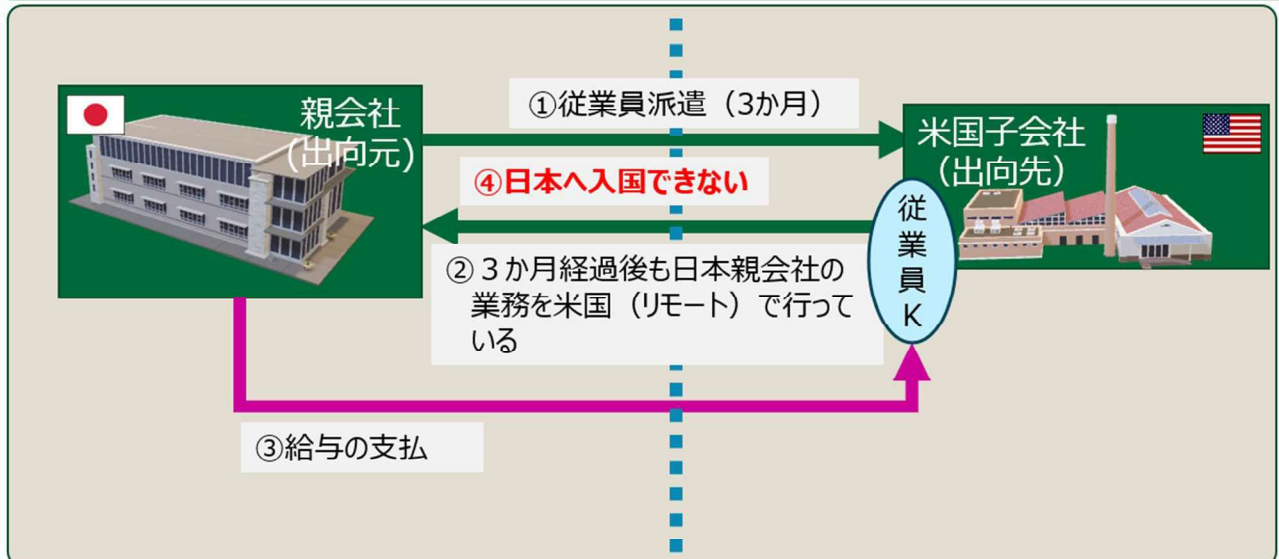 親会社
(出向元)
①従業員派遣（3か月）
米国子会社
（出向先）
④日本へ入国できない
従
業
員
K
②３か月経過後も日本親会社の
業務を米国（リモート）で行って
いる
③給与の支払